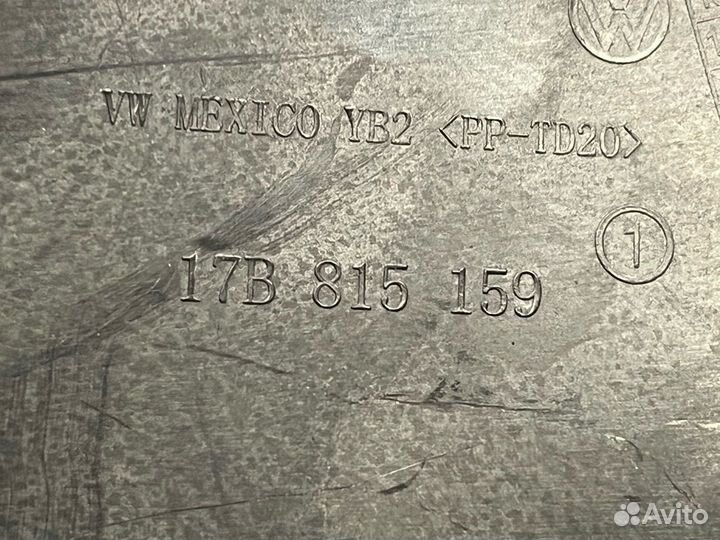 VW MEXICO YB2 <PP-TD20>
1
17B 815 159
Avito